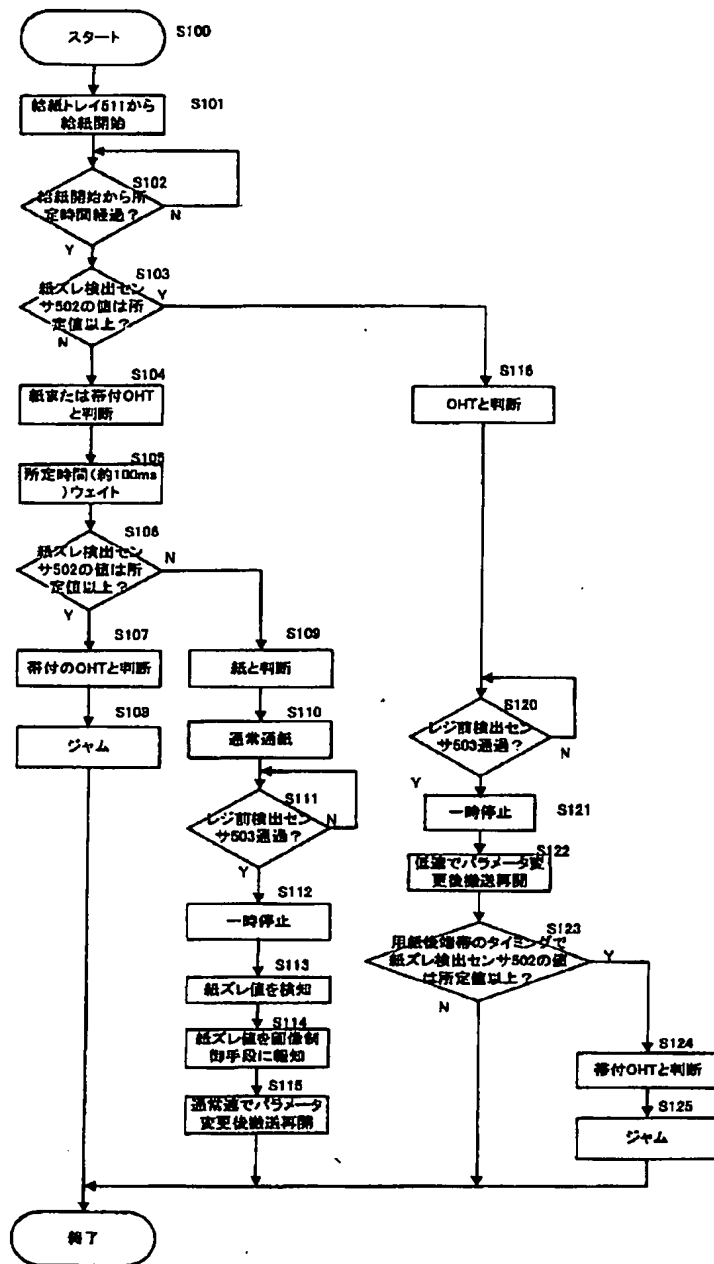 スタート
S100
給紙トレイ511から
給紙開始
S101
S102
給紙開始から所
定時間経過?
N
Y
S103
紙ズレ検出セン
サ502の値は所
定値以上?
Y
N
S104
紙または帯付OHT
と判断
S105
所定時間(約100ms
)ウェイト
S106
紙ズレ検出セン
サ502の値は所
定値以上?
N
Y
S107
帯付のOHTと判断
S108
ジャム
S109
紙と判断
S110
通常通紙
S111
レジ前検出セン
サ503通過?
N
Y
S112
一時停止
S113
紙ズレ値を検知
S114
紙ズレ値を画像制
御手段に報知
S115
通常速でパラメータ
変更後搬送再開
S116
OHTと判断
S120
レジ前検出セン
サ503通過?
N
Y
一時停止
S121
S122
低速でパラメータ変
更後搬送再開
S123
用紙後端帯のタイミングで
紙ズレ検出センサ502の値
は所定値以上?
Y
N
S124
帯付OHTと判断
S125
ジャム
終了